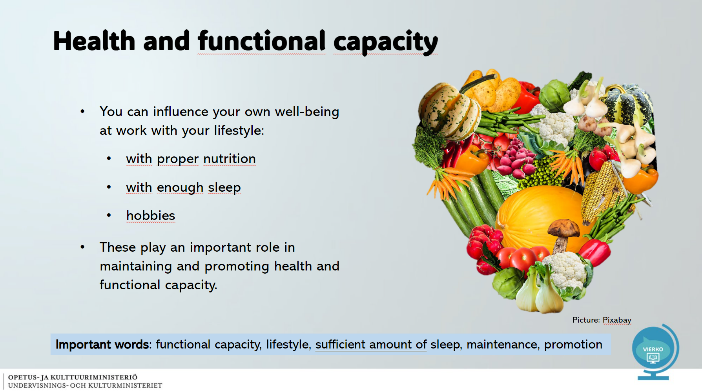 Health and functional capacity
• You can influence your own well-being
at work with your lifestyle:
• with proper nutrition
• with enough sleep
• hobbies
• These play an important role in
maintaining and promoting health and
functional capacity.
Picture: Pixabay
Important words: functional capacity, lifestyle, sufficient amount of sleep, maintenance, promotion
VIERKO
OPETUS- JA KULTTUURIMINISTERIÖ
UNDERVISNINGS- OCH KULTURMINISTERIET